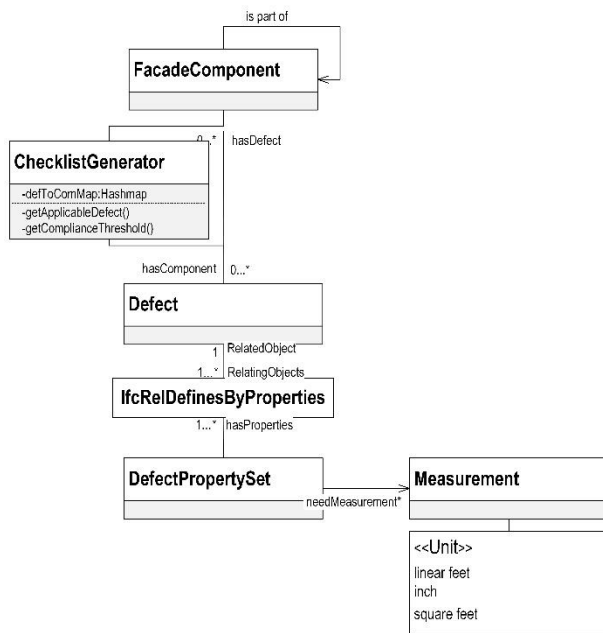 is part of
FacadeComponent
0...* hasDefect
ChecklistGenerator
-defToComMap:Hashmap
-getApplicableDefect()
-getComplianceThreshold()
hasComponent 0...*
Defect
1 RelatedObject
1...* RelatingObjects
IfcRelDefinesByProperties
1...* hasProperties
DefectPropertySet
needMeasurement*
Measurement
<<Unit>>
linear feet
inch
square feet